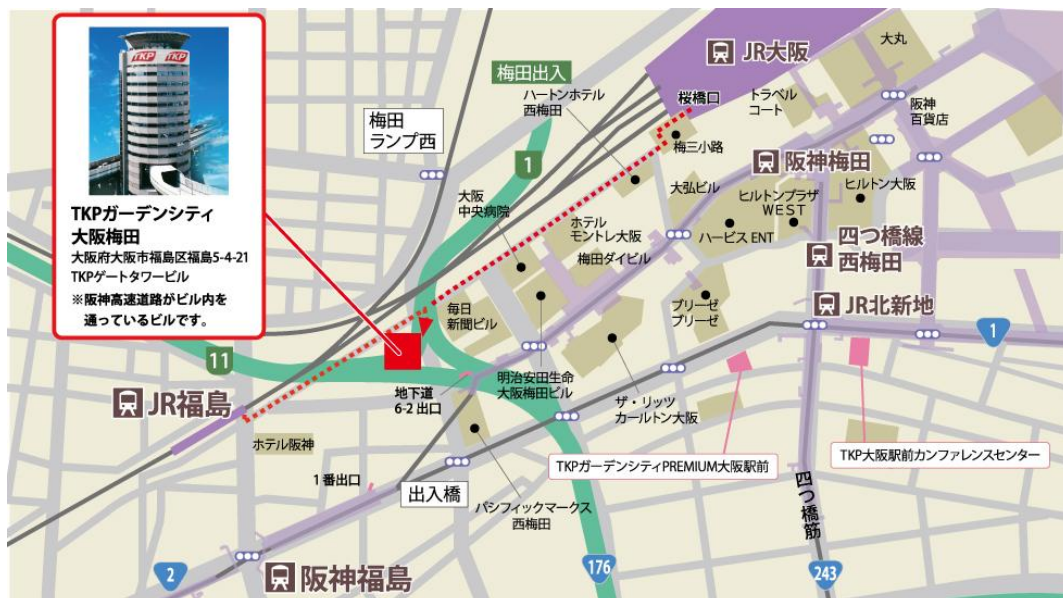 TKP
TKP
TKPガーデンシティ
大阪梅田
大阪府大阪市福島区福島5-4-21
TKPゲートタワービル
※阪神高速道路がビル内を
通っているビルです。
梅田
ランプ西
梅田出入
ハートンホテル
西梅田
1
桜橋口
JR大阪
大丸
トラベル
コート
阪神
百貨店
梅三小路
阪神梅田
大弘ビル
ヒルトンプラザ
WEST
ヒルトン大阪
大阪
中央病院
ホテル
モントレ大阪
ハービスENT
四つ橋線
西梅田
梅田ダイビル
毎日
新聞ビル
ブリーゼ
ブリーゼ
JR北新地
1
11
JR福島
地下道
6-2出口
明治安田生命
大阪梅田ビル
ザ・リッツ
カールトン大阪
ホテル阪神
TKPガーデンシティPREMIUM大阪駅前
TKP大阪駅前カンファレンスセンター
1番出口
出入橋
パシフィックマークス
西梅田
四つ橋筋
2
阪神福島
176
243